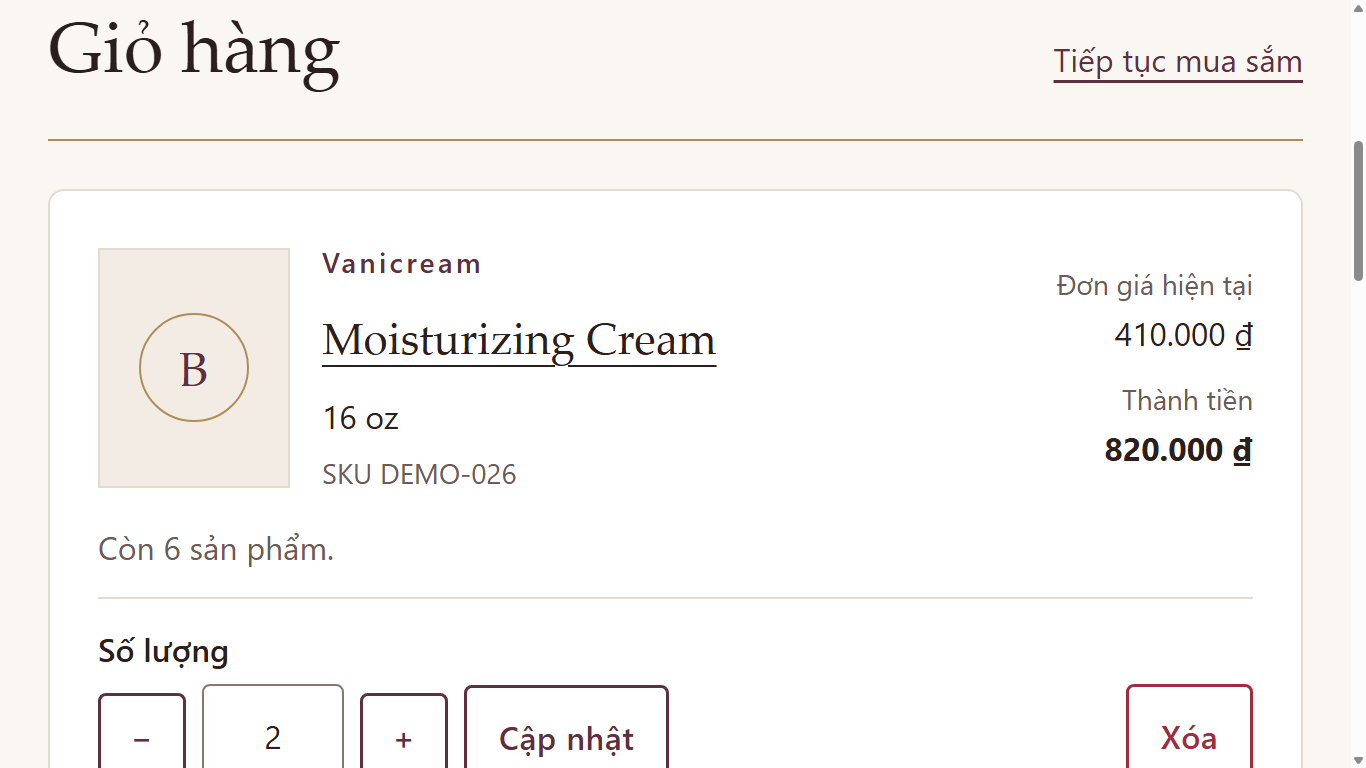 Giỏ hàng
Tiếp tục mua sắm
B
Vanicream
Moisturizing Cream
16 oz
SKU DEMO-026
Đơn giá hiện tại
410.000 ₫
Thành tiền
820.000 ₫
Còn 6 sản phẩm.
Số lượng
− 2 + Cập nhật Xóa